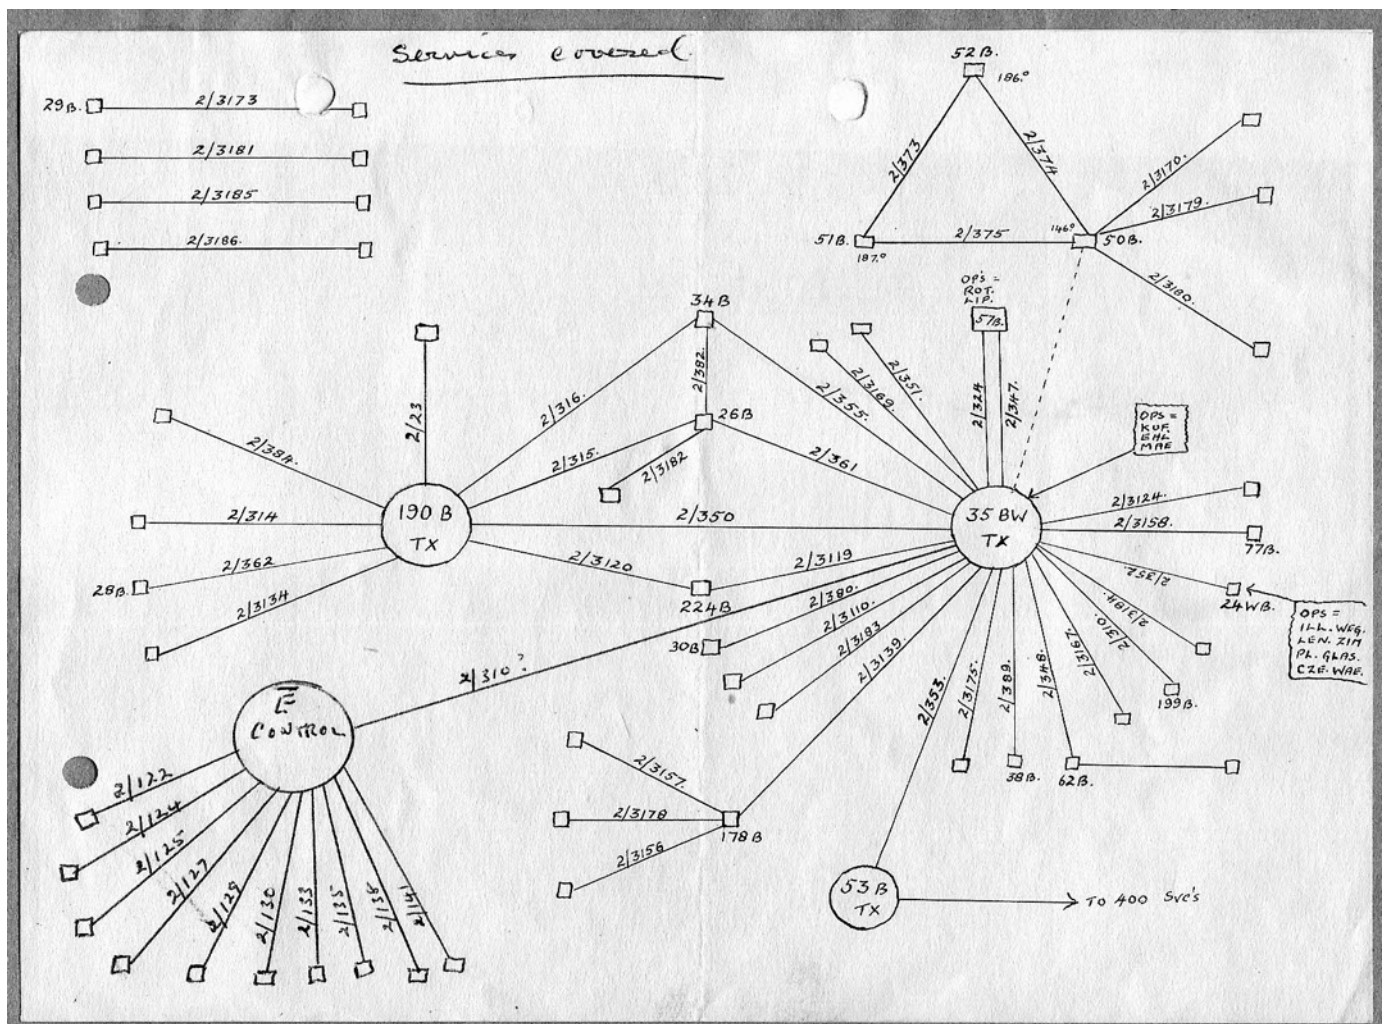 Services covered
29B.
2/3173
2/3181
2/3185
2/3186.
52B.
186°
2/373
2/374
51B.
187.°
2/375
146°
50B.
2/3170.
2/3179.
2/3180.
34B
2/382.
26B
2/316.
2/315.
2/3182
2/355.
2/361
2/23
2/384.
2/314
2/362
28B.
2/3134
190 B
TX
2/350
2/3120
224B
2/3119
OP'S =
ROT.
LIP.
57B.
2/324
2/347.
2/351.
2/3169.
OPS =
KUF.
EHL
MAE
35 BW
TX
2/3124.
2/3158.
77B.
2/352.
24WB.
OPS =
ILL. WEG.
LEN. ZIM
PL. GLAS.
CZE. WAE.
2/3184.
2/310.
199B.
2/3167.
2/348.
62B.
2/389.
38B.
2/3175.
2/353.
2/3139.
2/3183
2/3110.
2/380.
30B
2/310?
E
CONTROL
2/122
2/124
2/125
2/127
2/129
2/130
2/133
2/135
2/138
2/141
2/3157.
2/3178
2/3156
178B
53 B
TX
TO 400 SVC'S